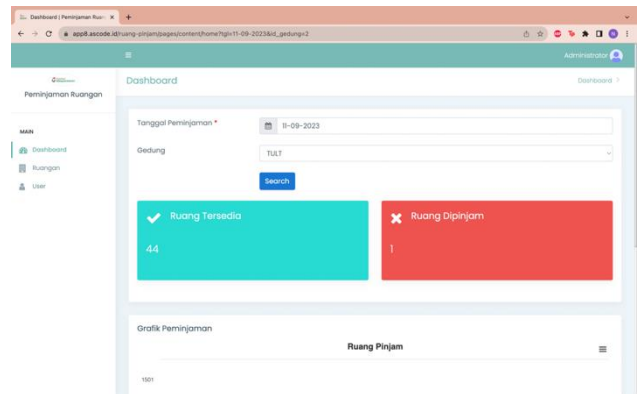 Dashboard | Peminjaman Ruan
app8.ascode.id/ruang-pinjam/pages/content/home?tgl=11-09-2023&id_gedung=2
Administrator
Peminjaman Ruangan
Dashboard
Dashboard
MAIN
Dashboard
Ruangan
User
Tanggal Peminjaman *
11-09-2023
Gedung
TULT
Search
Ruang Tersedia
44
Ruang Dipinjam
1
Grafik Peminjaman
Ruang Pinjam
1501